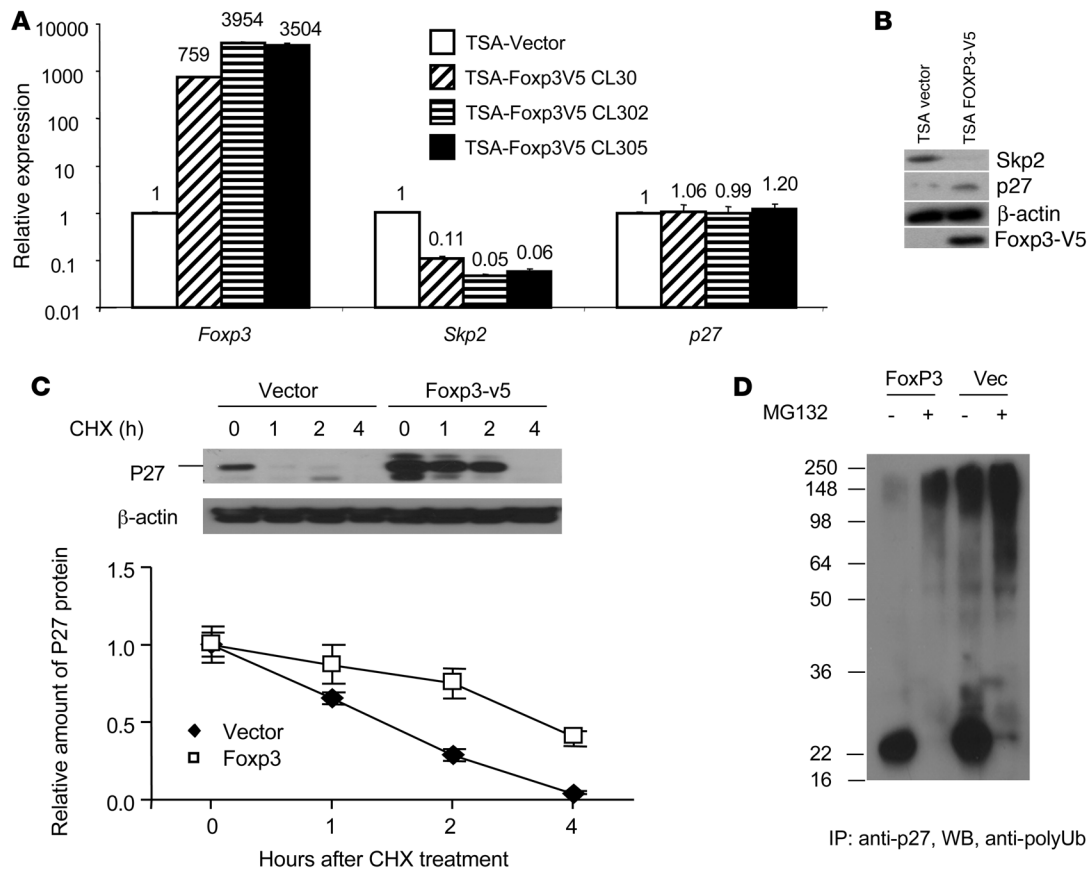 A
10000
1000
100
10
1
0.1
0.01
Relative expression
759
3954
3504
1
1
0.11
0.05
0.06
1
1.06
0.99
1.20
TSA-Vector
TSA-Foxp3V5 CL30
TSA-Foxp3V5 CL302
TSA-Foxp3V5 CL305
Foxp3
Skp2
p27
B
TSA vector
TSA FOXP3-V5
Skp2
p27
β-actin
Foxp3-V5
C
Vector
Foxp3-v5
CHX (h)
0 1 2 4 0 1 2 4
P27
β-actin
Relative amount of P27 protein
1.5
1.0
0.5
0.0
Vector
Foxp3
0 1 2 4
Hours after CHX treatment
D
FoxP3 Vec
MG132 - + - +
250
148
98
64
50
36
22
16
IP: anti-p27, WB, anti-polyUb